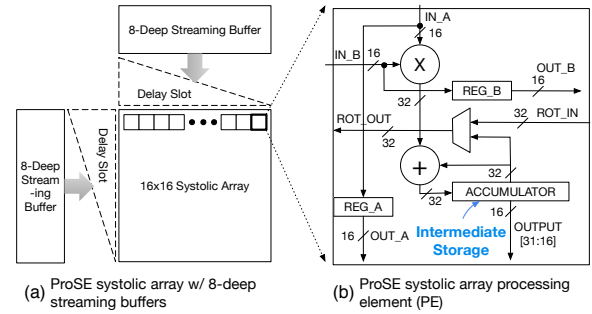 8-Deep Streaming Buffer
Delay Slot
8-Deep
Stream
-ing
Buffer
Delay Slot
16x16 Systolic Array
(a) ProSE systolic array w/ 8-deep
streaming buffers
IN_A
16
IN_B
16
X
OUT_B
16
REG_B
32
32
ROT_IN
ROT_OUT
32
+
32
32
ACCUMULATOR
REG_A
16
OUT_A
Intermediate
Storage
16
OUTPUT
[31:16]
(b) ProSE systolic array processing
element (PE)